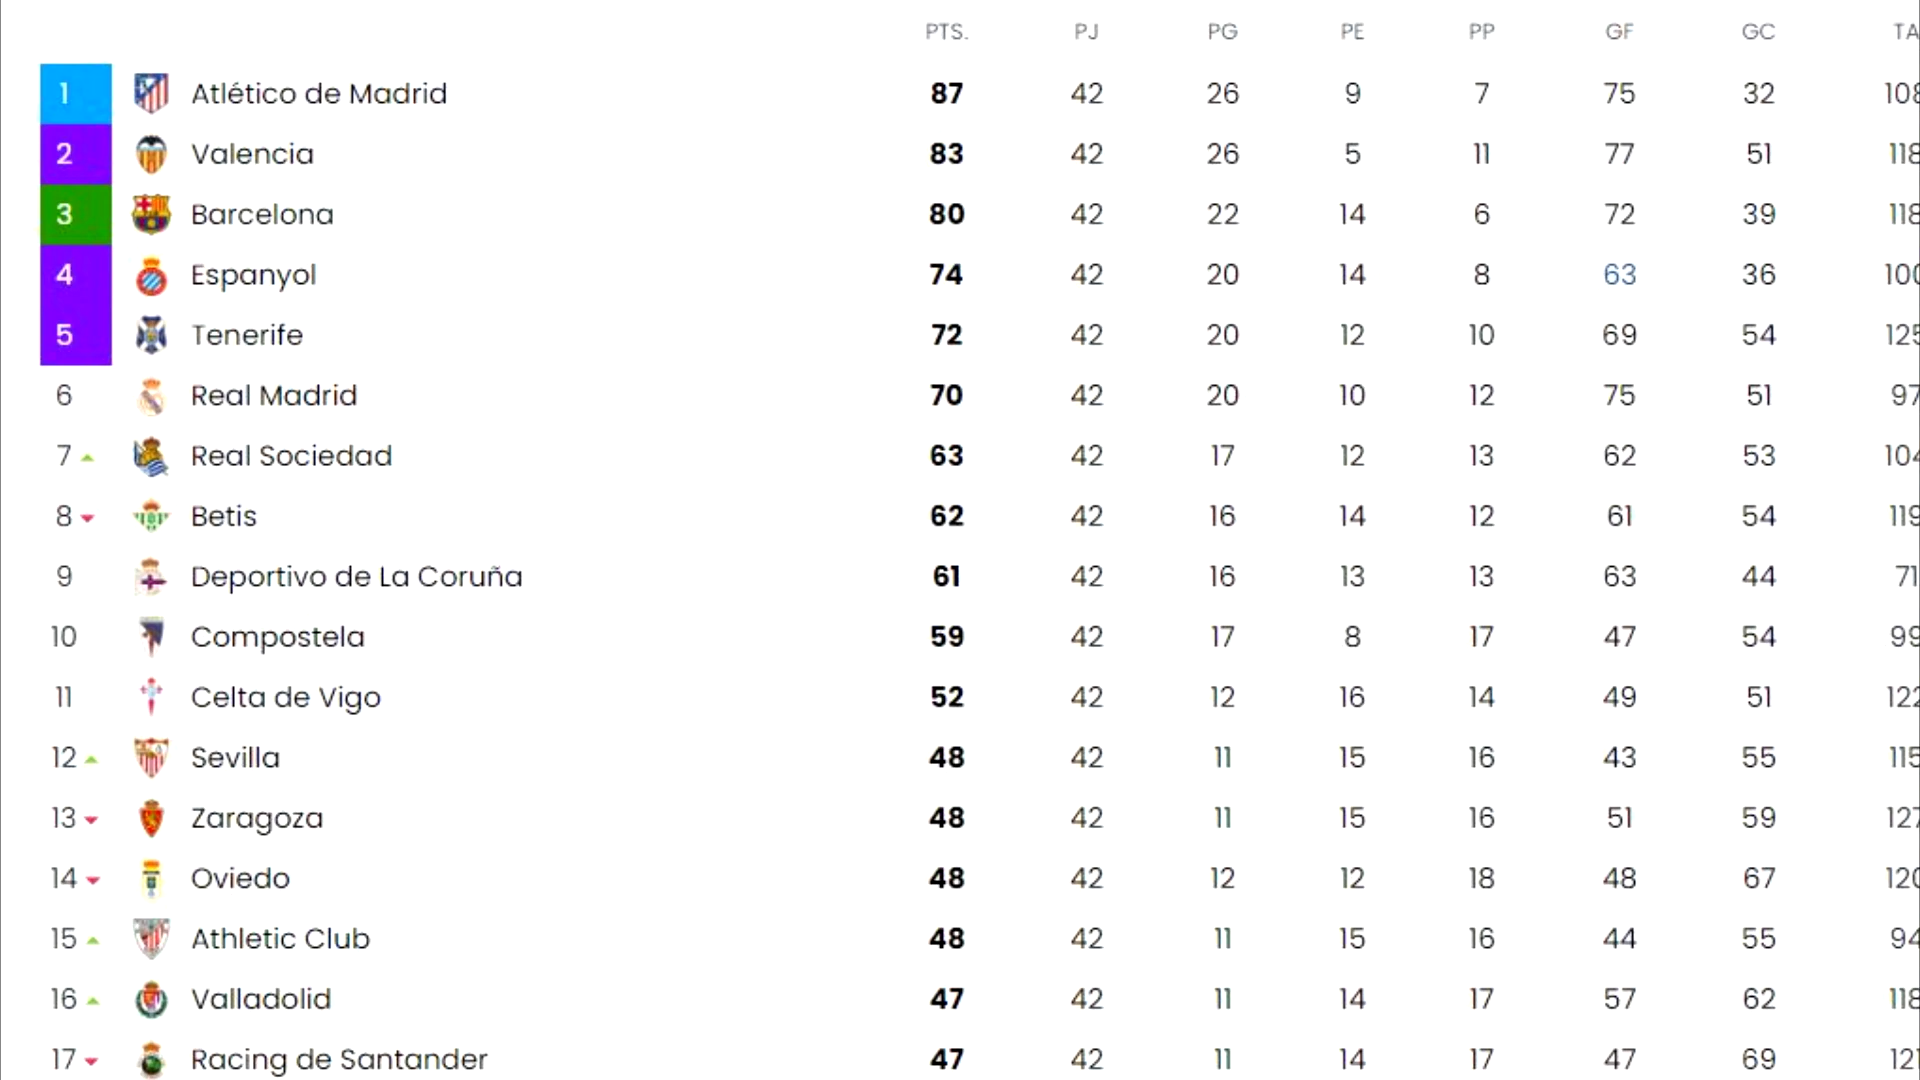 PTS. PJ PG PE PP GF GC TA
1 Atlético de Madrid 87 42 26 9 7 75 32 108
2 Valencia 83 42 26 5 11 77 51 118
3 Barcelona 80 42 22 14 6 72 39 118
4 Espanyol 74 42 20 14 8 63 36 100
5 Tenerife 72 42 20 12 10 69 54 125
6 Real Madrid 70 42 20 10 12 75 51 97
7 Real Sociedad 63 42 17 12 13 62 53 104
8 Betis 62 42 16 14 12 61 54 119
9 Deportivo de La Coruña 61 42 16 13 13 63 44 71
10 Compostela 59 42 17 8 17 47 54 99
11 Celta de Vigo 52 42 12 16 14 49 51 122
12 Sevilla 48 42 11 15 16 43 55 115
13 Zaragoza 48 42 11 15 16 51 59 127
14 Oviedo 48 42 12 12 18 48 67 120
15 Athletic Club 48 42 11 15 16 44 55 94
16 Valladolid 47 42 11 14 17 57 62 118
17 Racing de Santander 47 42 11 14 17 47 69 121